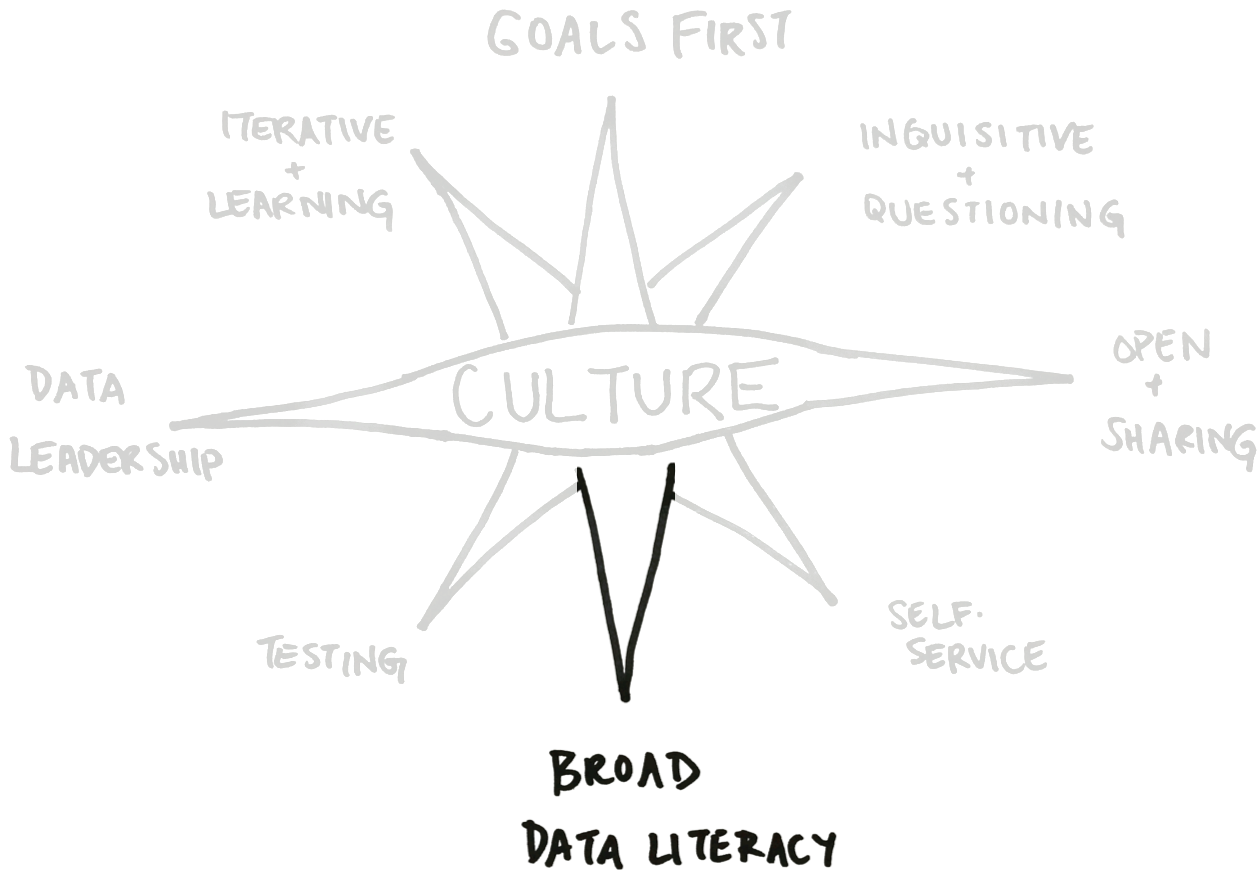 GOALS FIRST
ITERATIVE
+
LEARNING
INQUISITIVE
+
QUESTIONING
DATA
LEADERSHIP
CULTURE
OPEN
+
SHARING
TESTING
SELF-
SERVICE
BROAD
DATA LITERACY